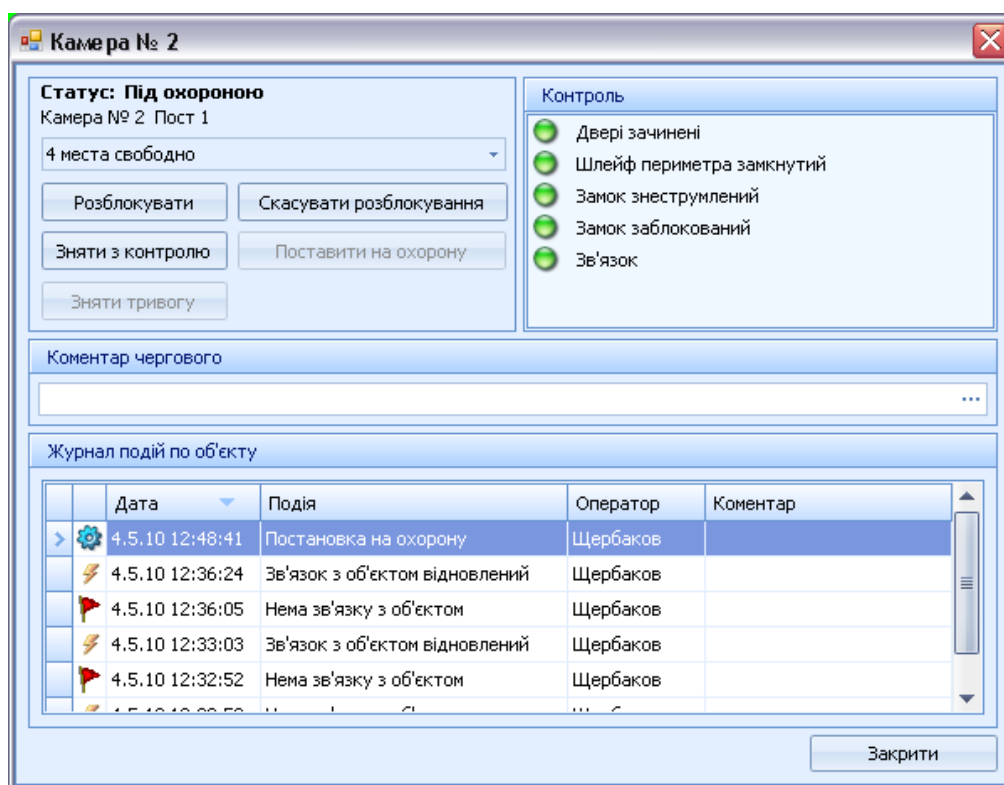 Камера № 2
Статус: Під охороною
Камера № 2 Пост 1
4 места свободно
Розблокувати
Скасувати розблокування
Зняти з контролю
Поставити на охорону
Зняти тривогу
Контроль
Двері зачинені
Шлейф периметра замкнутий
Замок знеструмлений
Замок заблокований
Зв'язок
Коментар чергового
...
Журнал подій по об'єкту
Дата Подія Оператор Коментар
4.5.10 12:48:41 Постановка на охорону Щербаков
4.5.10 12:36:24 Зв'язок з об'єктом відновлений Щербаков
4.5.10 12:36:05 Нема зв'язку з об'єктом Щербаков
4.5.10 12:33:03 Зв'язок з об'єктом відновлений Щербаков
4.5.10 12:32:52 Нема зв'язку з об'єктом Щербаков
Закрити